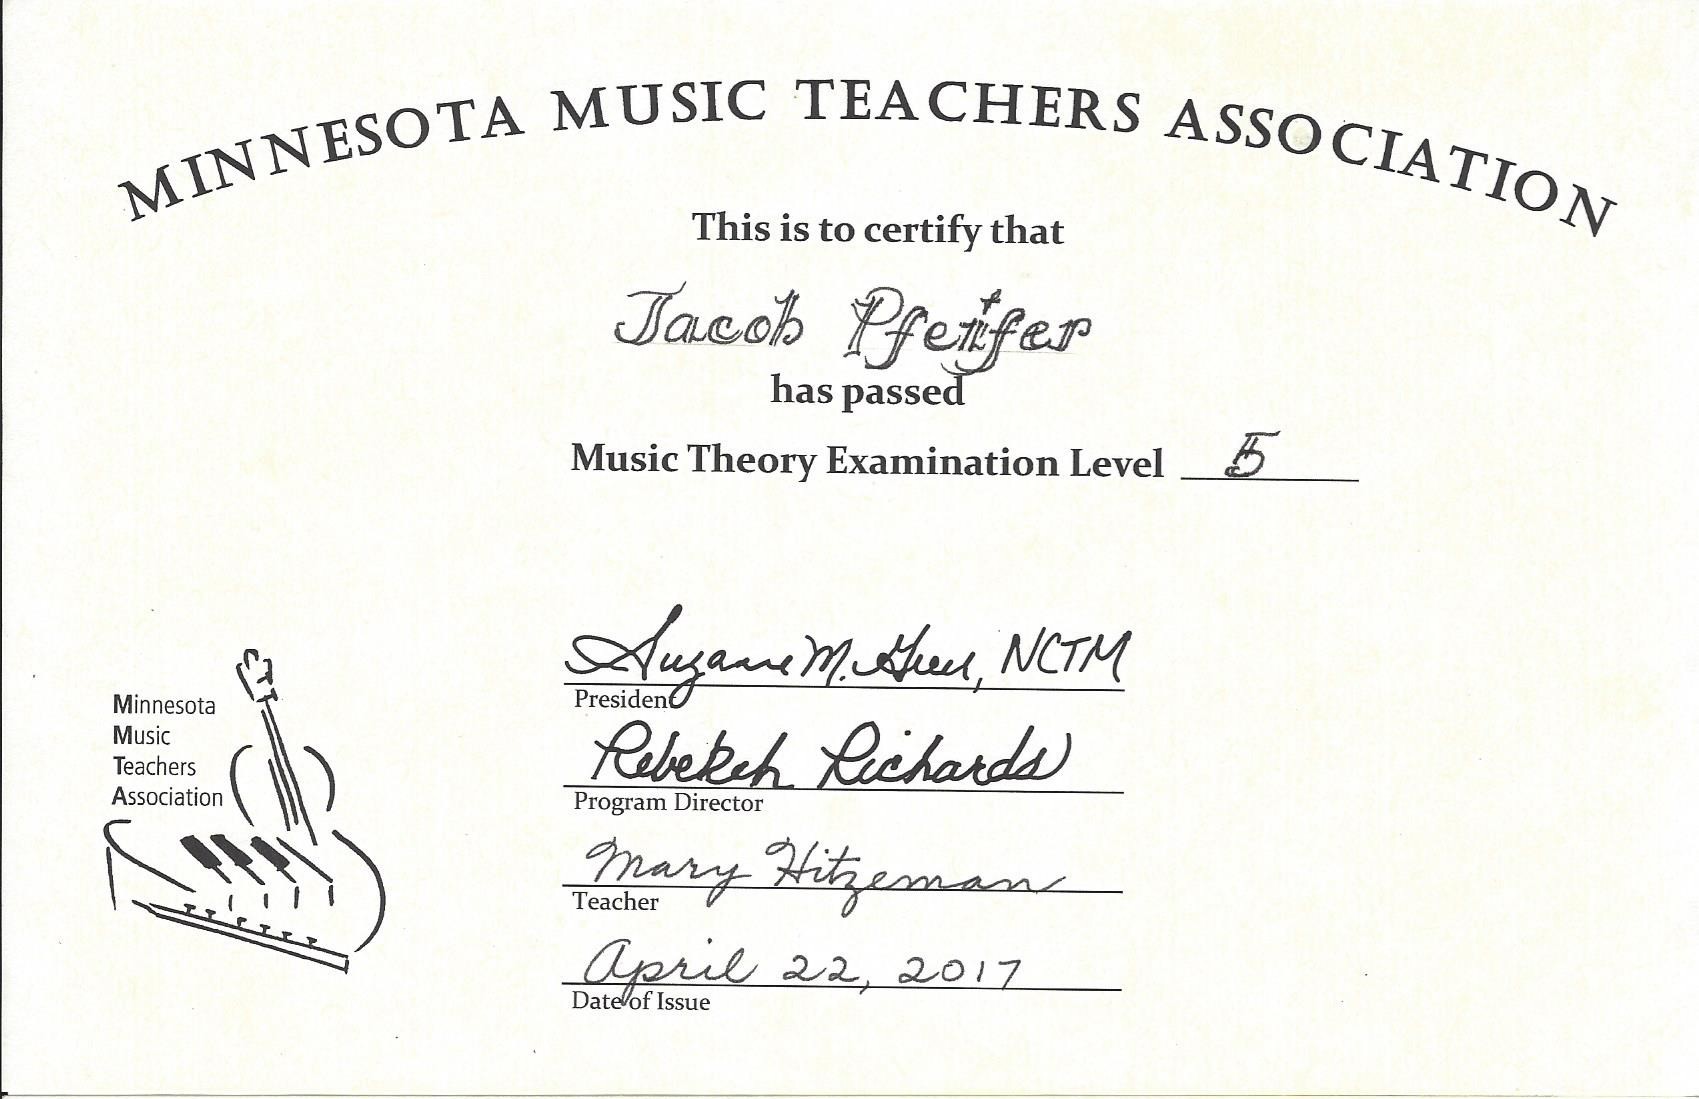 MINNESOTA MUSIC TEACHERS ASSOCIATION
This is to certify that
Jacob Pfeifer
has passed
Music Theory Examination Level 5
Suzanne M. Greer, NCTM
President
Rebekah Richards
Program Director
Mary Hitzeman
Teacher
April 22, 2017
Date of Issue
Minnesota
Music
Teachers
Association